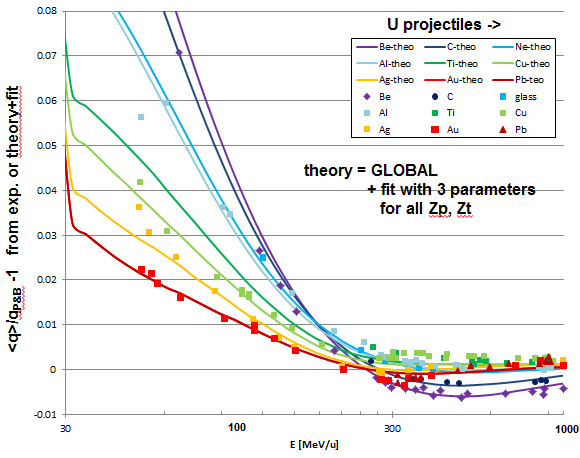 U projectiles ->
Be-theo C-theo Ne-theo
Al-theo Ti-theo Cu-theo
Ag-theo Au-theo Pb-teo
Be C glass
Al Ti Cu
Ag Au Pb
theory = GLOBAL
+ fit with 3 parameters
for all Zp, Zt
<q>/qP&B -1 from exp. or theory+fit
0.08
0.07
0.06
0.05
0.04
0.03
0.02
0.01
0
-0.01
30 100 300 1000
E [MeV/u]